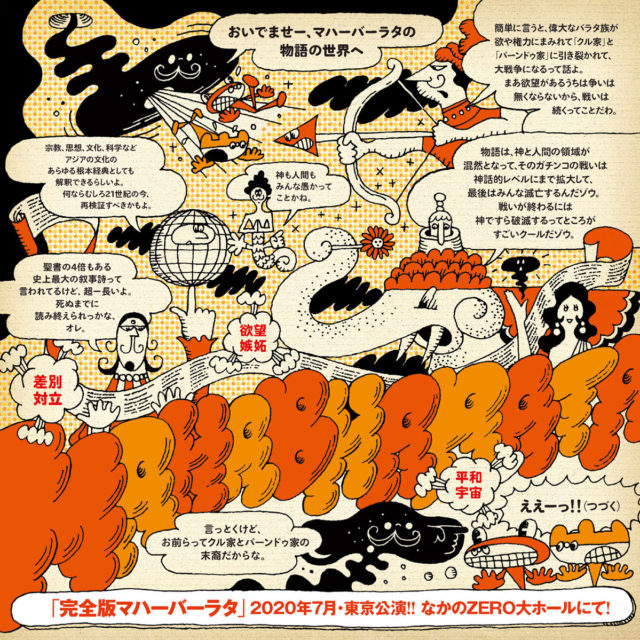 おいでませー、マハーバーラタの
物語の世界へ
簡単に言うと、偉大なバラタ族が
欲や権力にまみれて「クル家」と
「パーンドゥ家」に引き裂かれて、
大戦争になるって話よ。
まあ欲望があるうちは争いは
無くならないから、戦いは
続くってことだわ。
宗教、思想、文化、科学など
アジアの文化の
あらゆる根本経典としても
解釈できるらしいよ。
何ならむしろ21世紀の今、
再検証すべきかもよ。
神も人間も
みんな愚かって
ことかね。
物語は、神と人間の領域が
混然となって、そのガチンコの戦いは
神話的レベルにまで拡大して、
最後はみんな滅亡するんだゾウ。
戦いが終わるには
神ですら破滅するってところが
すごいクールだゾウ。
聖書の4倍もある
史上最大の叙事詩って
言われてるけど、超一長いよ。
死ぬまでに
読み終えられっかな、
オレ。
欲望
嫉妬
差別
対立
MAHABHARATA
平和
宇宙
ええーっ!!(つづく)
言っとくけど、
お前らってクル家とパーンドゥ家の
末裔だからな。
「完全版マハーバーラタ」2020年7月・東京公演!! なかのZERO大ホールにて!